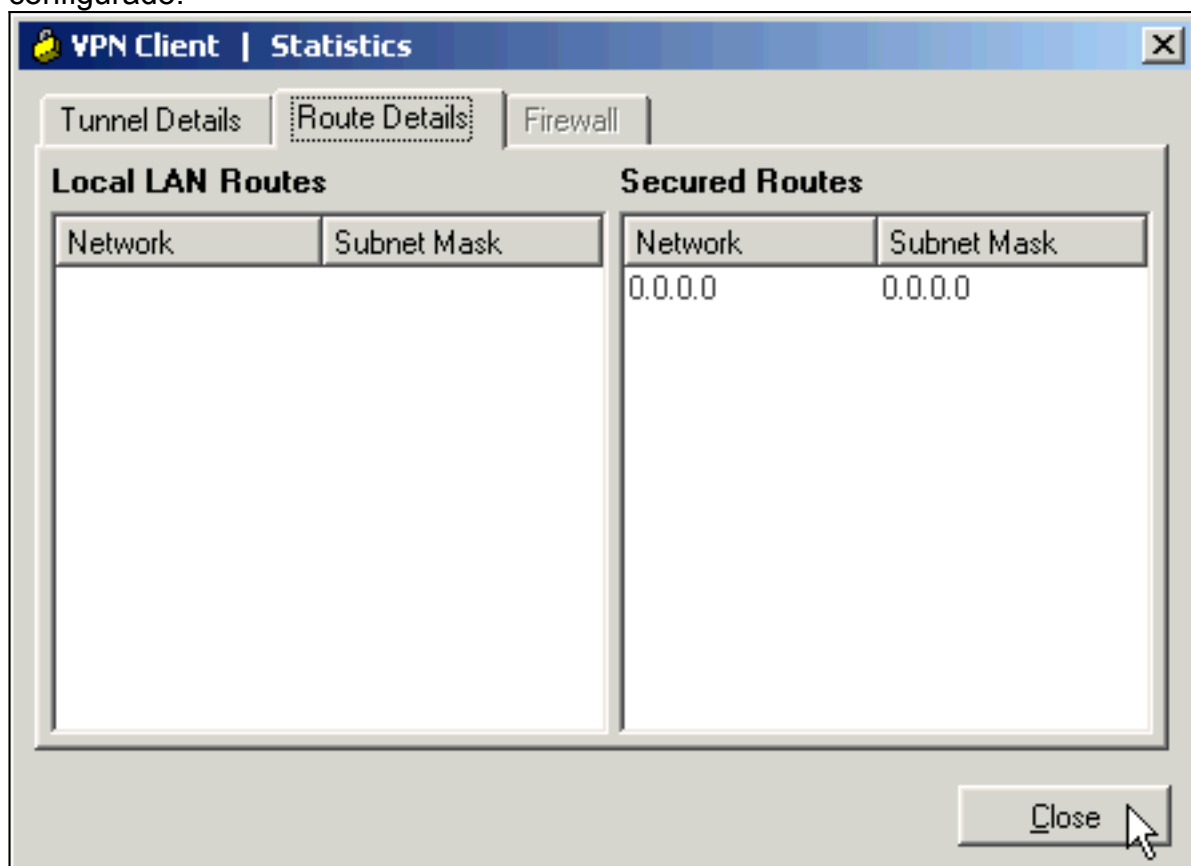 configurado.
VPN Client | Statistics
Tunnel Details Route Details Firewall
Local LAN Routes Secured Routes
Network Subnet Mask Network Subnet Mask
0.0.0.0 0.0.0.0
Close